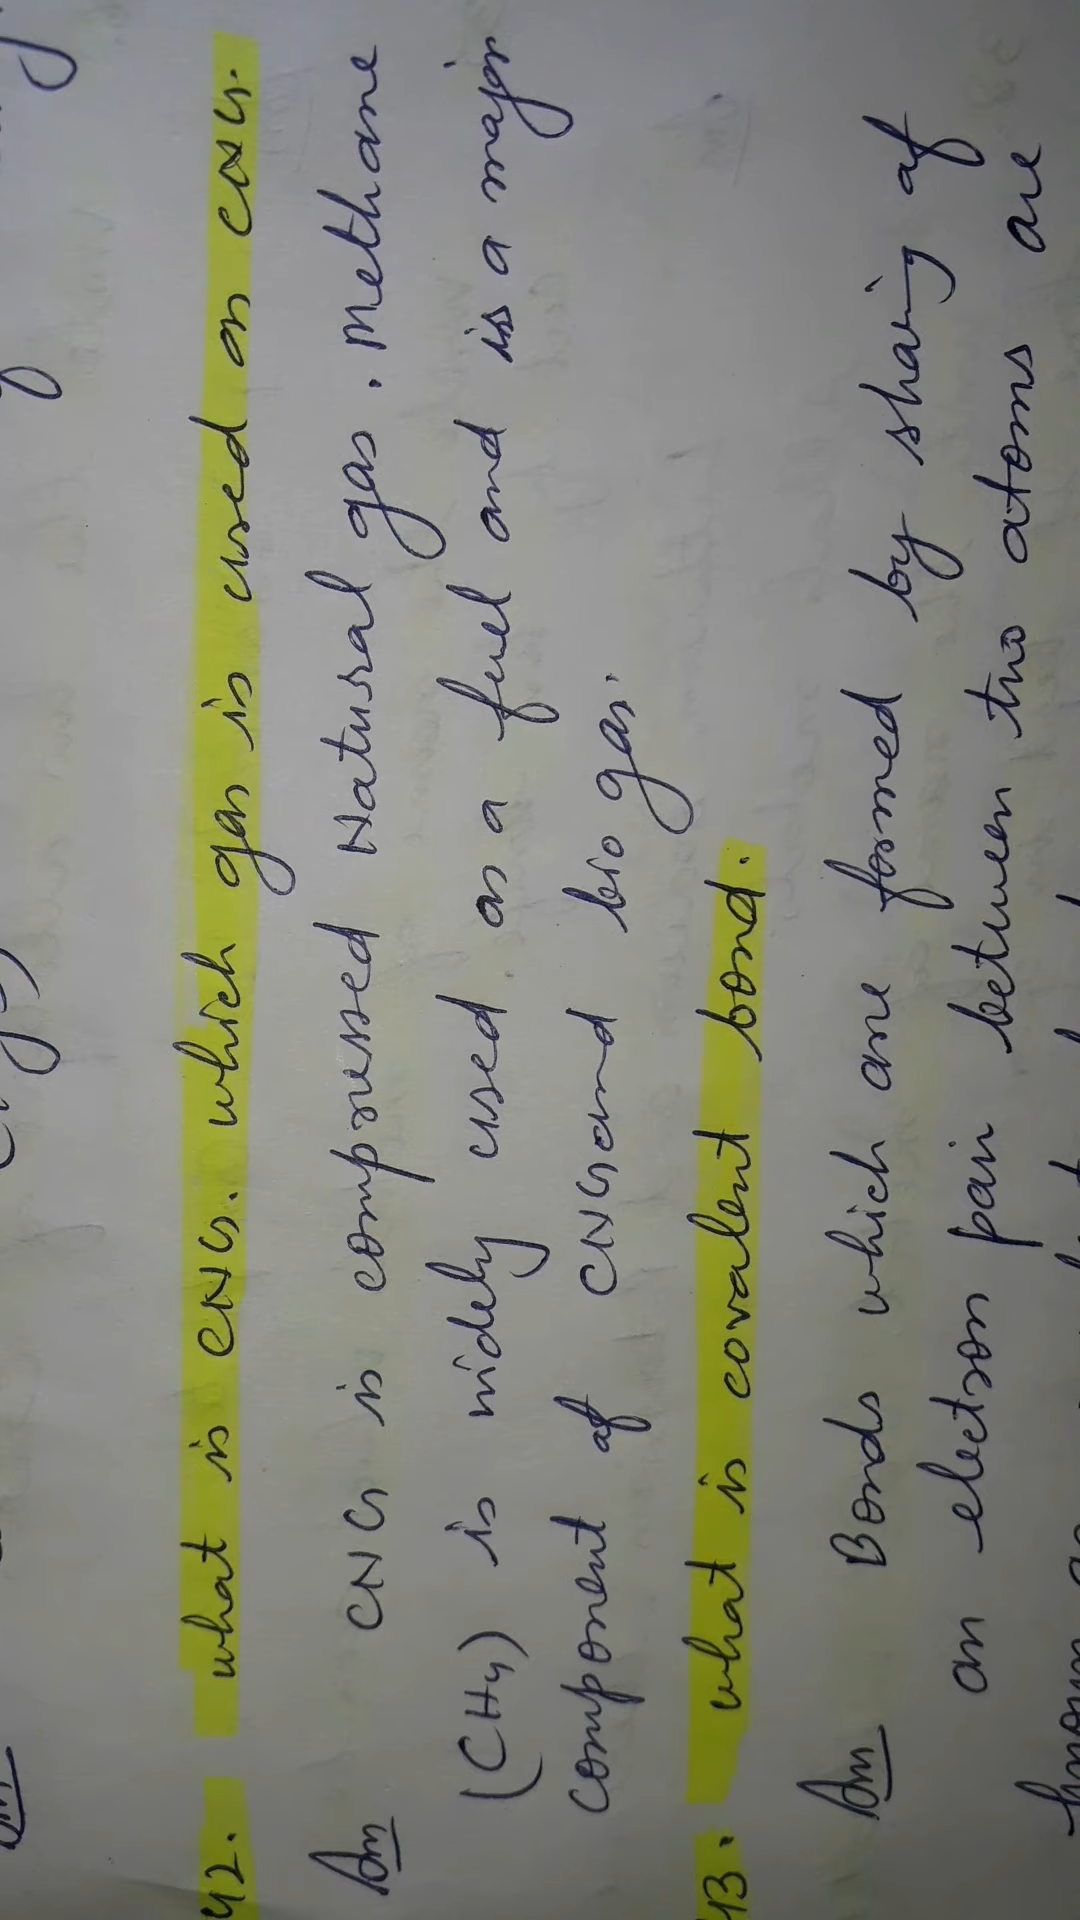 42. what is CNG. which gas is used on CNG.
Ans CNG is compressed Natural gas. Methane
(CH4) is widely used as a fuel and is a major
component of CNG and bio gas.
43. what is covalent bond.
Ans Bonds which are formed by sharing of
an electron pair between two atoms are